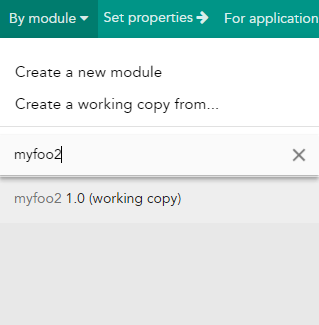 By module Set properties For application
Create a new module
Create a working copy from...
myfoo2
myfoo2 1.0 (working copy)